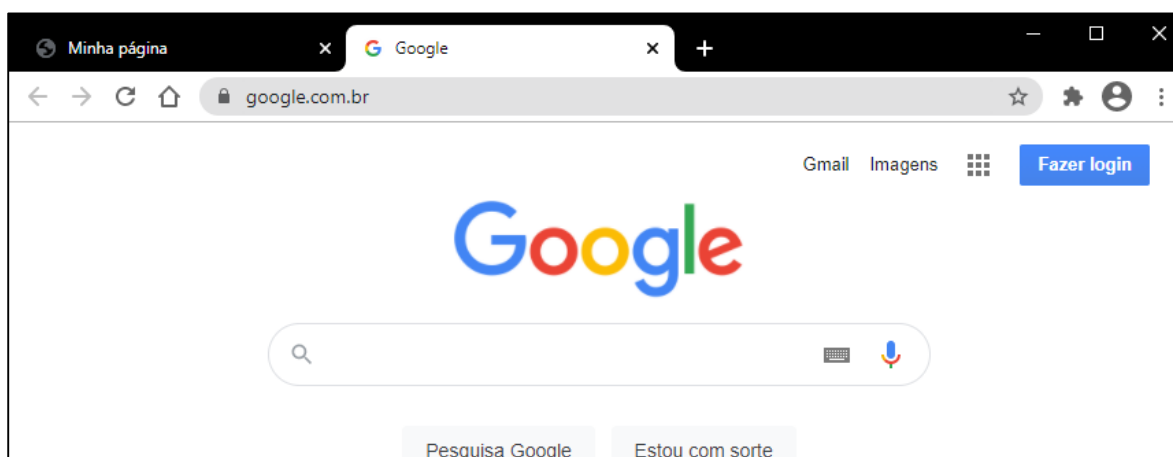 Minha página
Google
google.com.br
Gmail Imagens Fazer login
Google
Pesquisa Google Estou com sorte